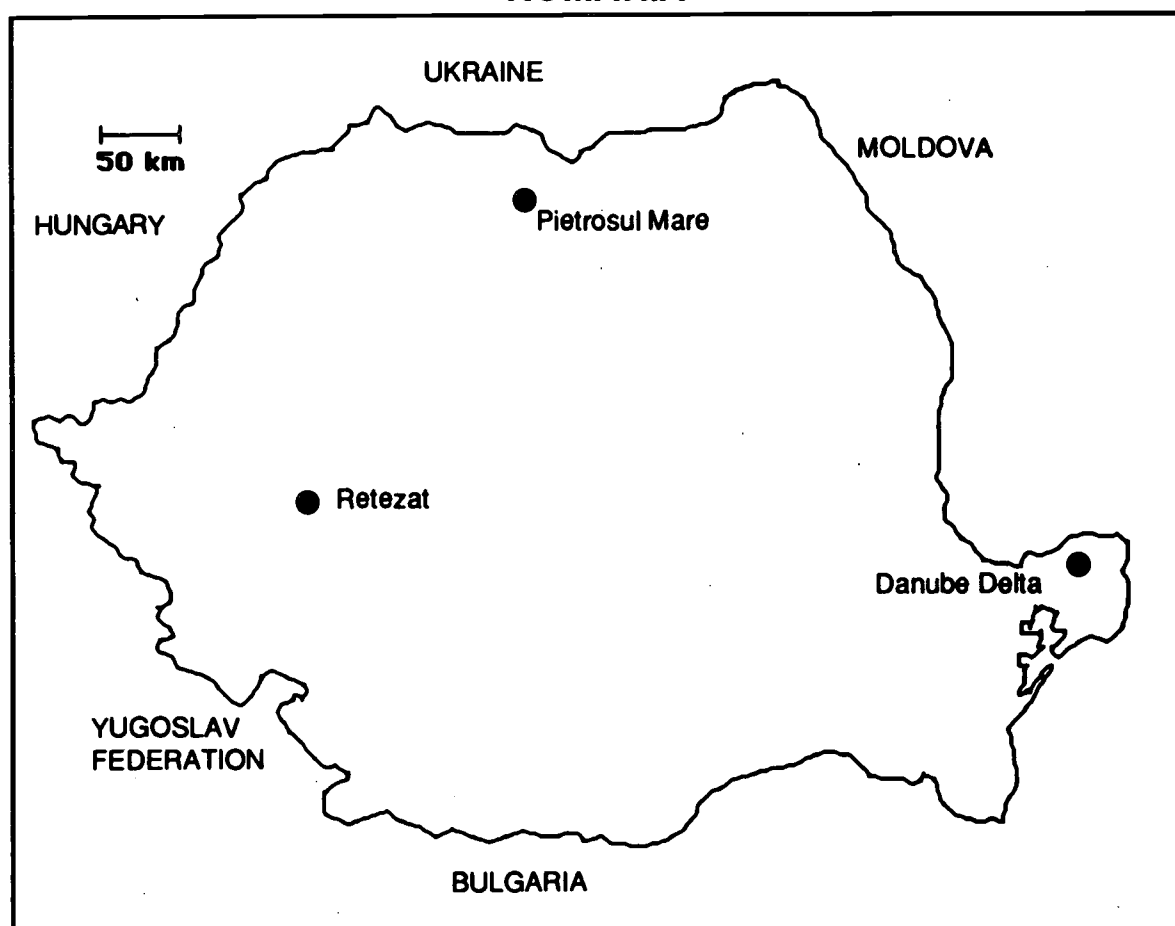 UKRAINE
50 km
MOLDOVA
HUNGARY
Pietrosul Mare
Retezat
Danube Delta
YUGOSLAV
FEDERATION
BULGARIA